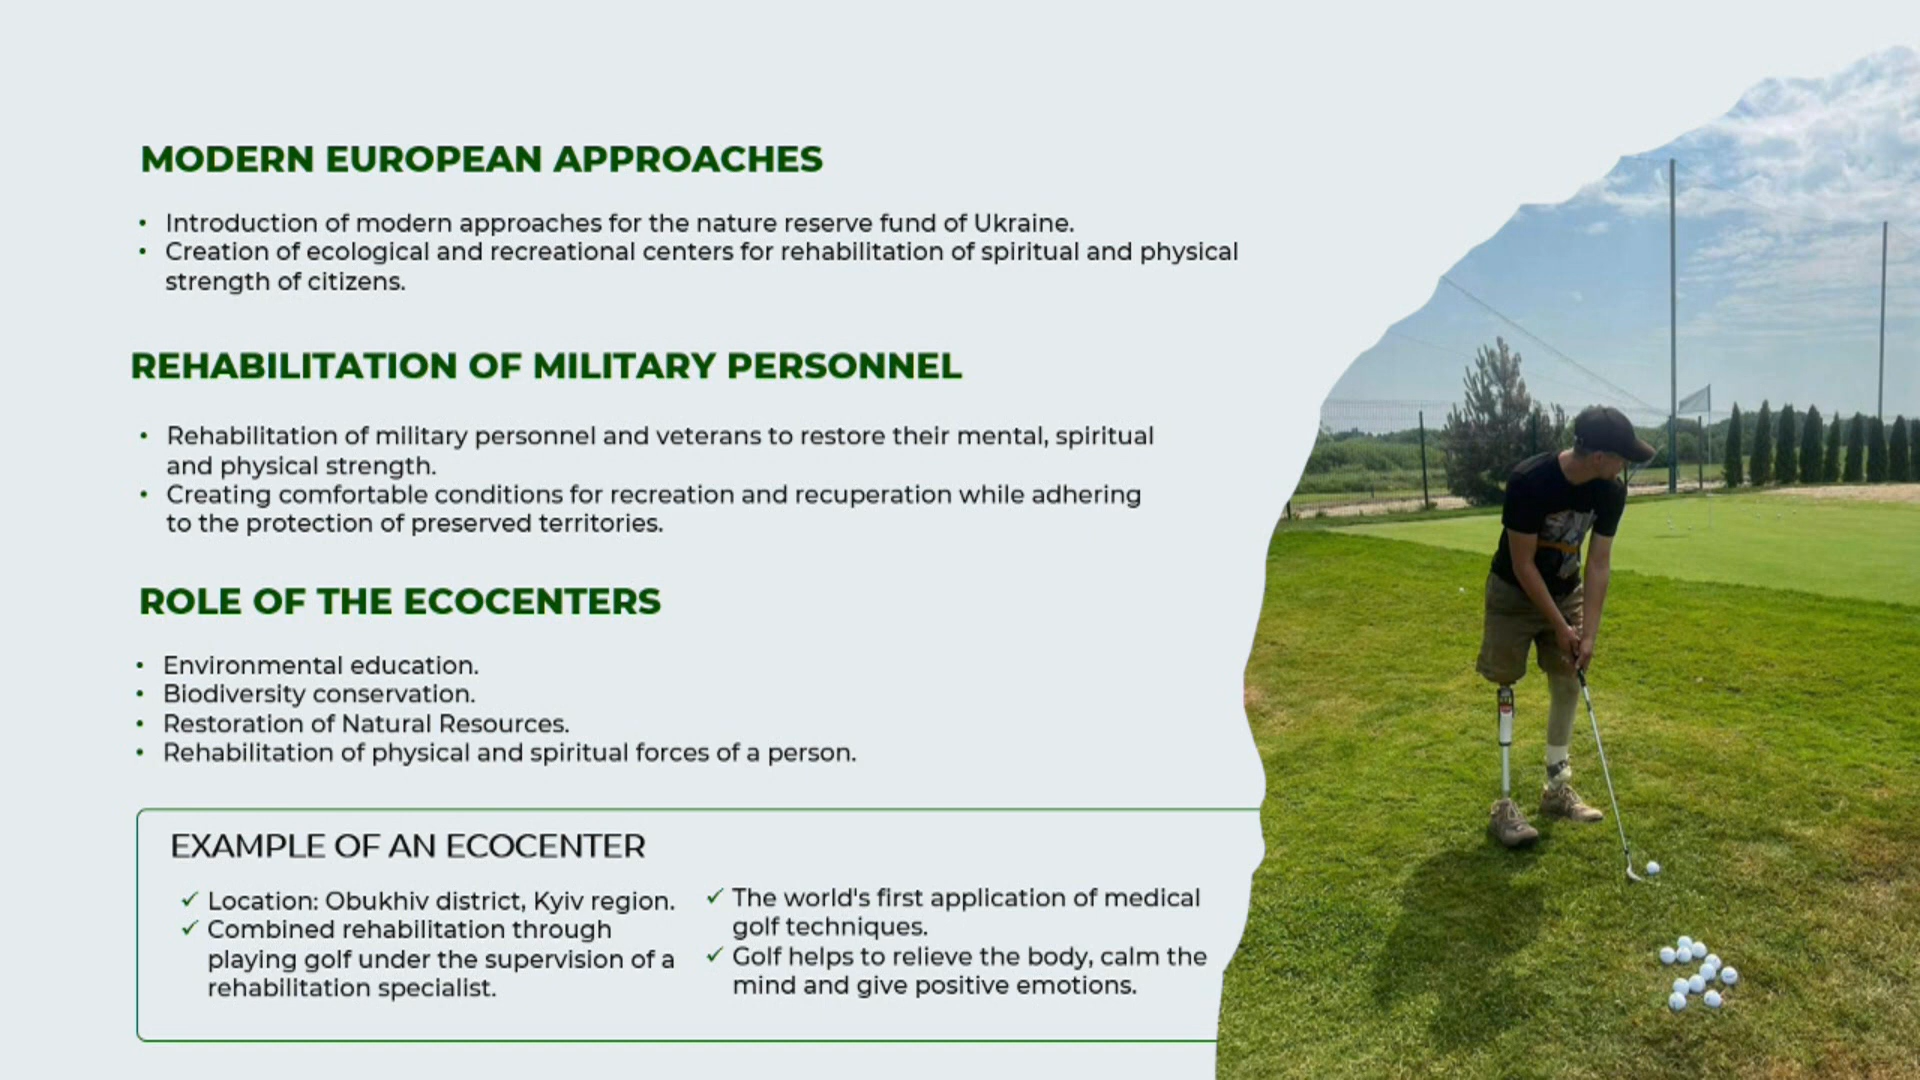 MODERN EUROPEAN APPROACHES
• Introduction of modern approaches for the nature reserve fund of Ukraine.
• Creation of ecological and recreational centers for rehabilitation of spiritual and physical
strength of citizens.
REHABILITATION OF MILITARY PERSONNEL
• Rehabilitation of military personnel and veterans to restore their mental, spiritual
and physical strength.
• Creating comfortable conditions for recreation and recuperation while adhering
to the protection of preserved territories.
ROLE OF THE ECOCENTERS
• Environmental education.
• Biodiversity conservation.
• Restoration of Natural Resources.
• Rehabilitation of physical and spiritual forces of a person.
EXAMPLE OF AN ECOCENTER
✓ Location: Obukhiv district, Kyiv region.
✓ Combined rehabilitation through
playing golf under the supervision of a
rehabilitation specialist.
✓ The world's first application of medical
golf techniques.
✓ Golf helps to relieve the body, calm the
mind and give positive emotions.